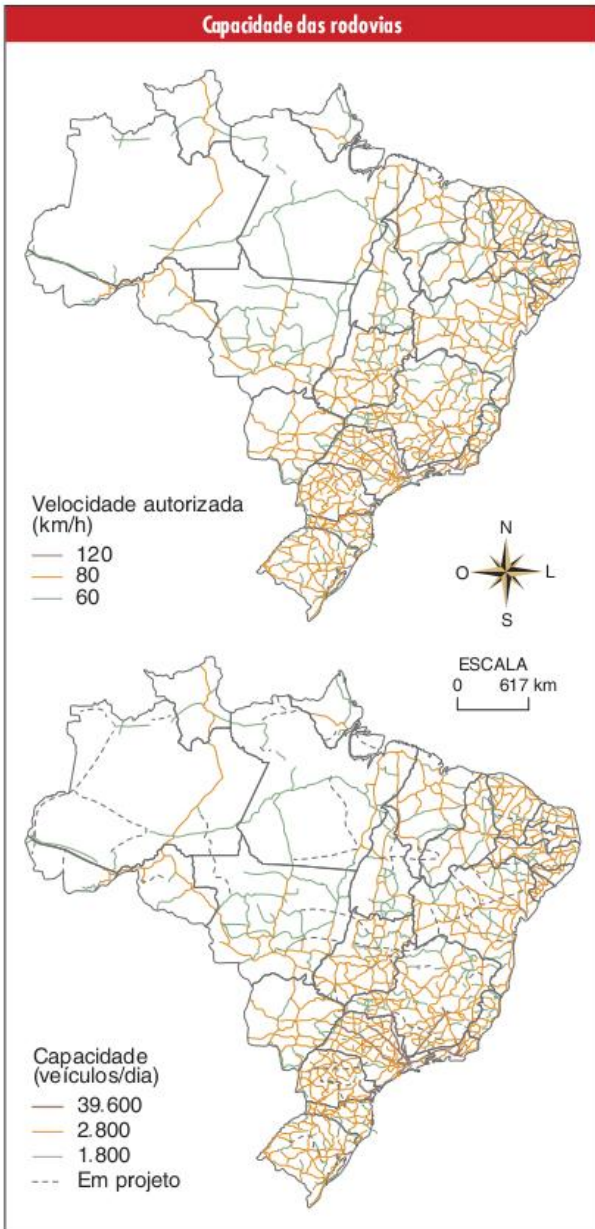 Capacidade das rodovias
Velocidade autorizada
(km/h)
120
80
60
N
O
L
S
ESCALA
0 617 km
Capacidade
(veículos/dia)
39.600
2.800
1.800
Em projeto